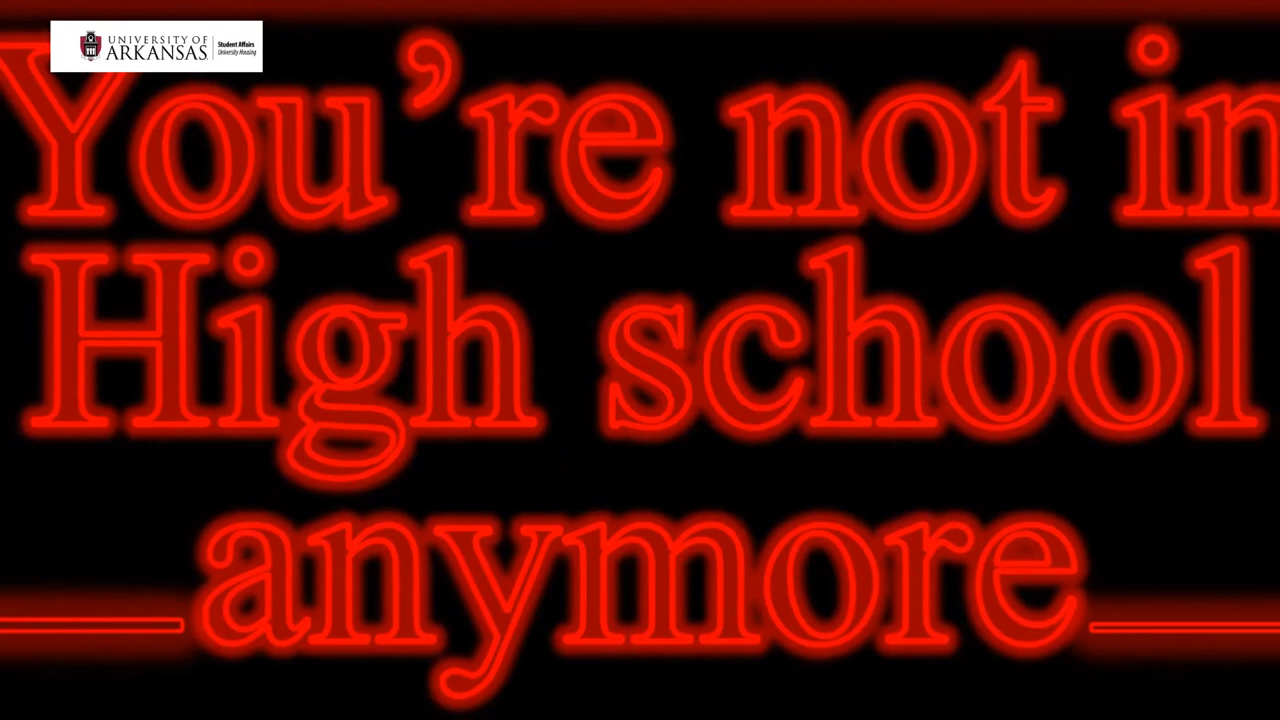 UNIVERSITY OF
ARKANSAS
Student Affairs
University Housing
You’re not in
High school
anymore